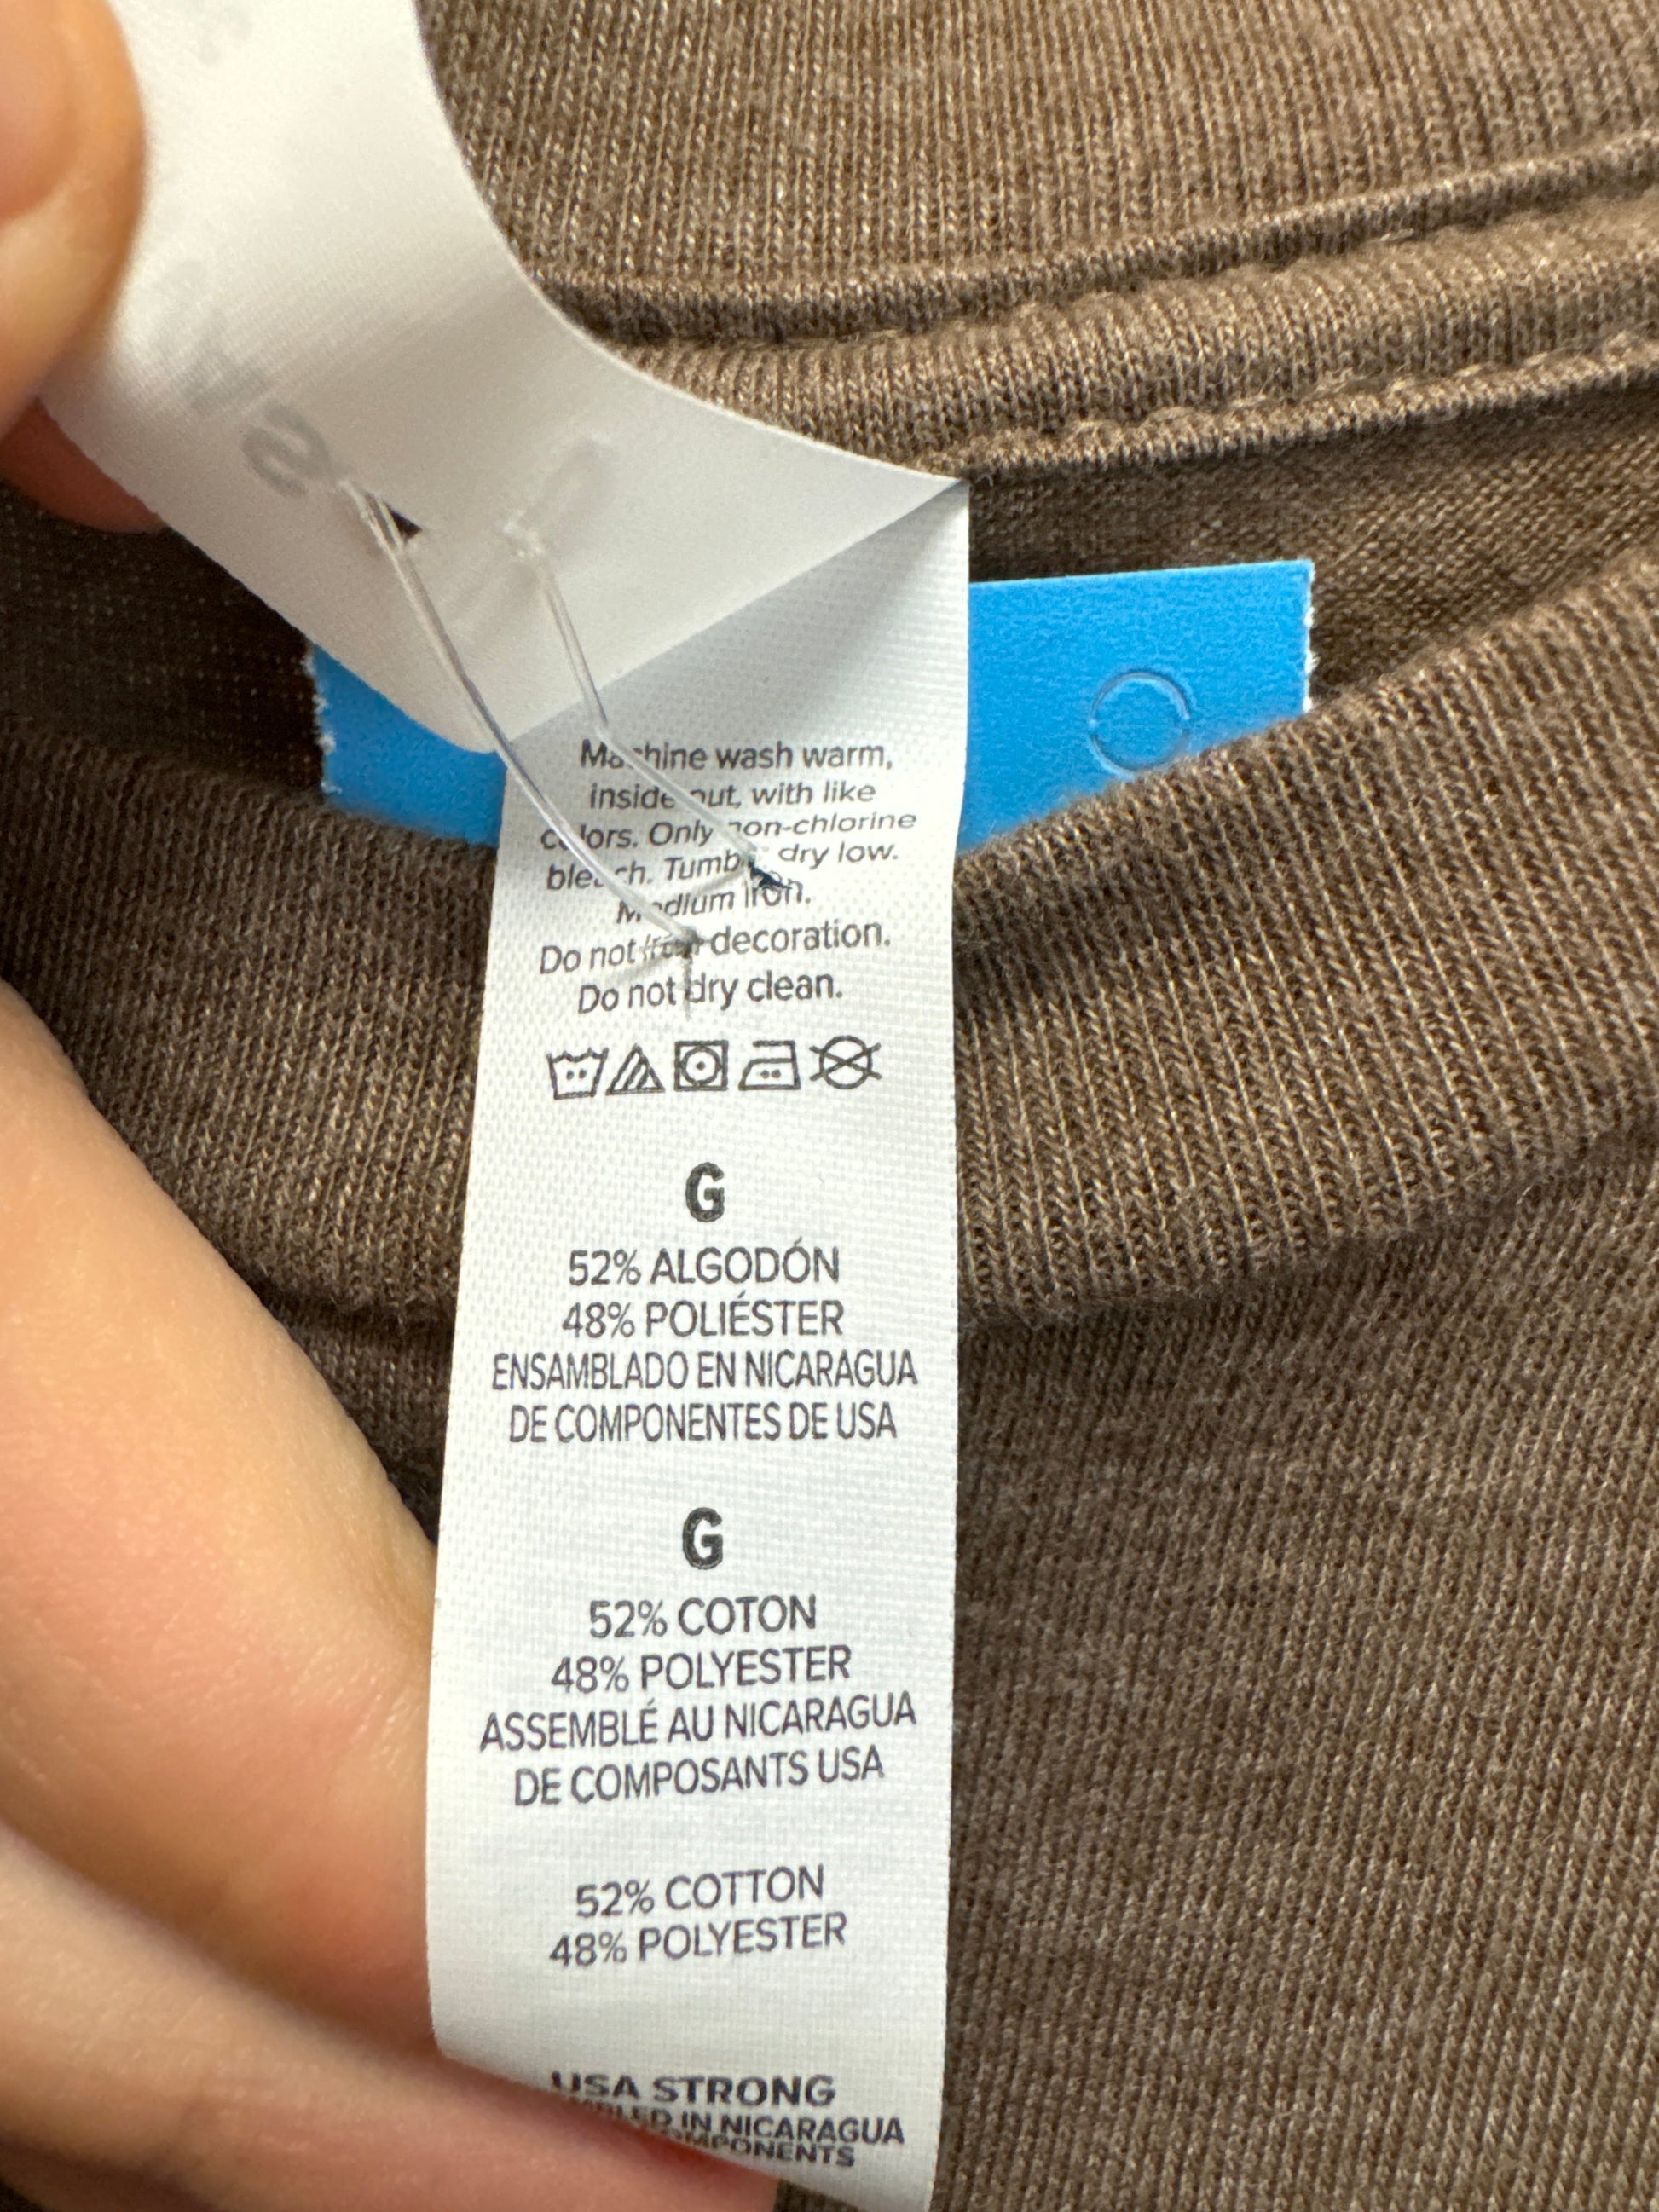 Machine wash warm,
inside out, with like
colors. Only non-chlorine
bleach. Tumble dry low.
Medium iron.
Do not iron decoration.
Do not dry clean.
G
52% ALGODÓN
48% POLIÉSTER
ENSAMBLADO EN NICARAGUA
DE COMPONENTES DE USA
G
52% COTON
48% POLYESTER
ASSEMBLÉ AU NICARAGUA
DE COMPOSANTS USA
52% COTTON
48% POLYESTER
USA STRONG
IN NICARAGUA
COMPONENTS